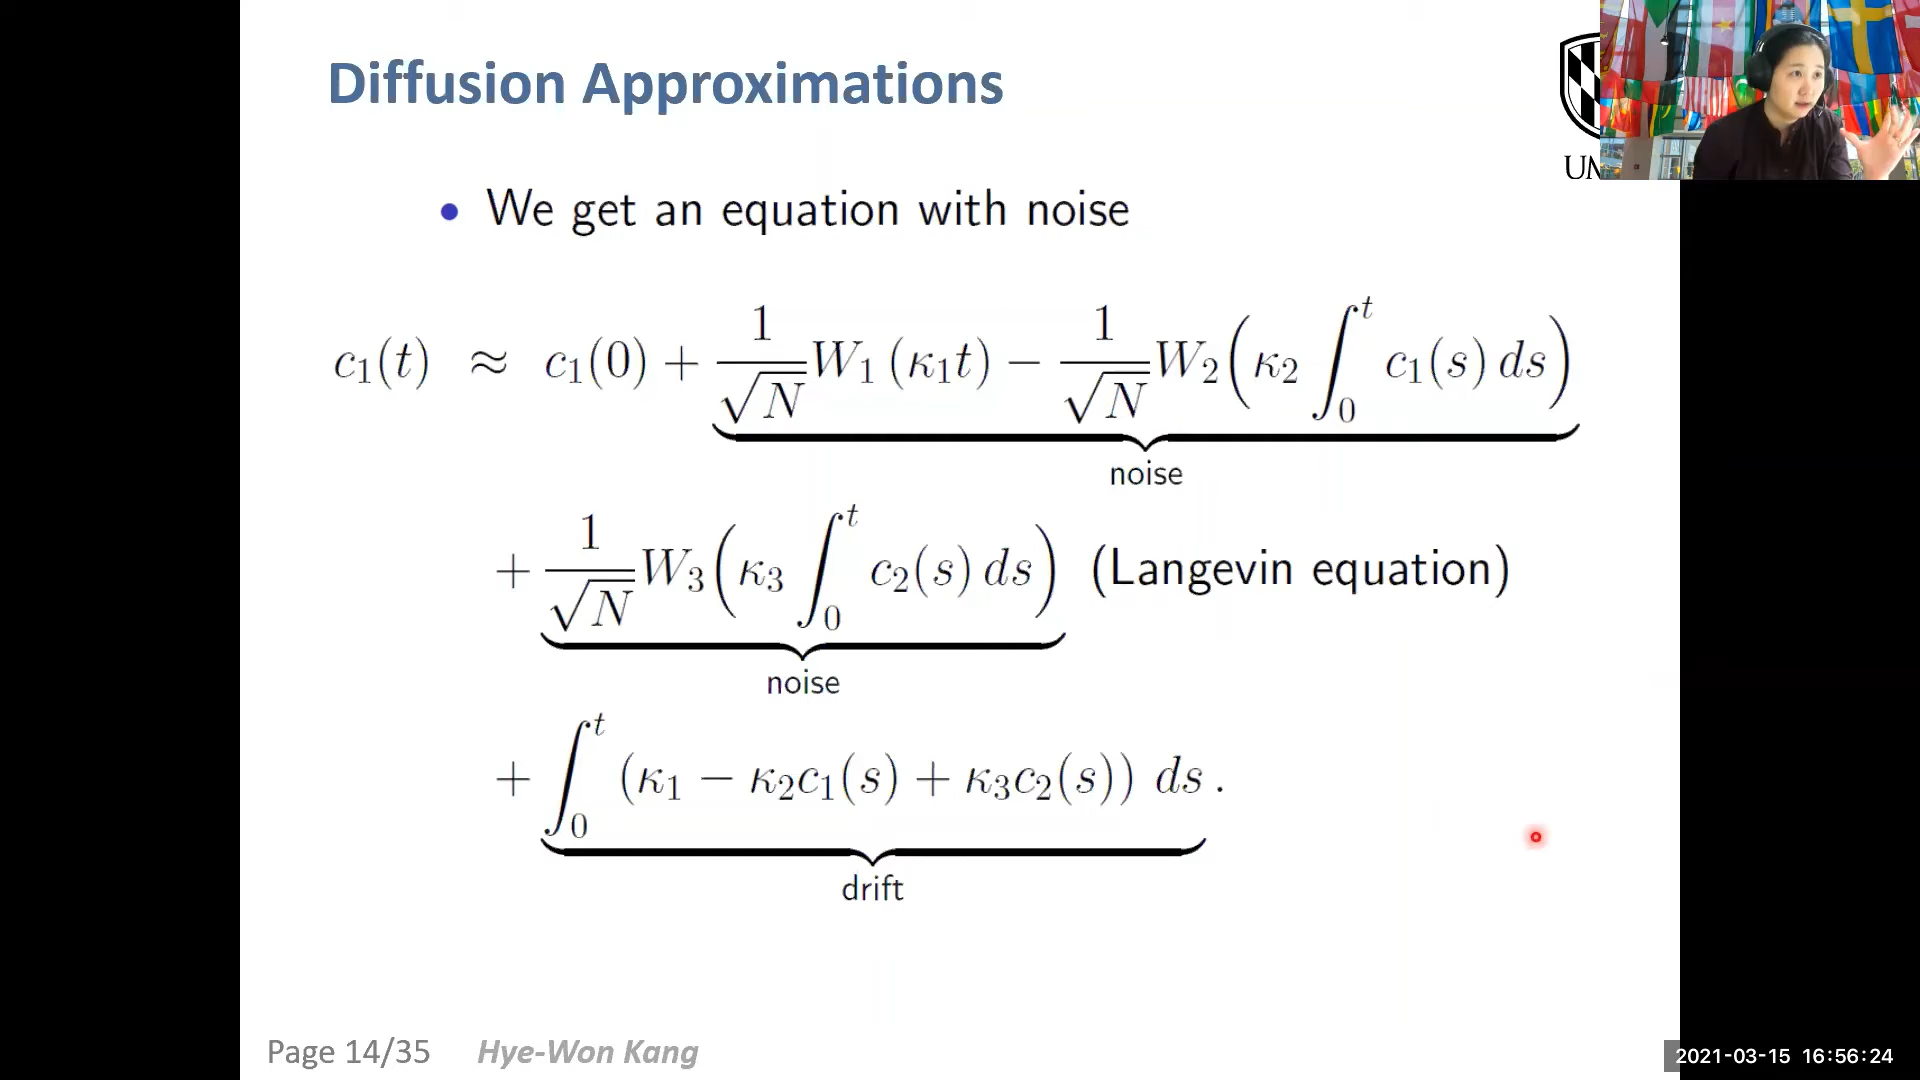 Diffusion Approximations
UM
• We get an equation with noise
c₁(t) ≈ c₁(0) + 1/√N W₁(κ₁t) − 1/√N W₂(κ₂ ∫₀ᵗ c₁(s) ds)
noise
+ 1/√N W₃(κ₃ ∫₀ᵗ c₂(s) ds) (Langevin equation)
noise
+ ∫₀ᵗ (κ₁ − κ₂c₁(s) + κ₃c₂(s)) ds .
drift
Page 14/35 Hye-Won Kang
2021-03-15 16:56:24